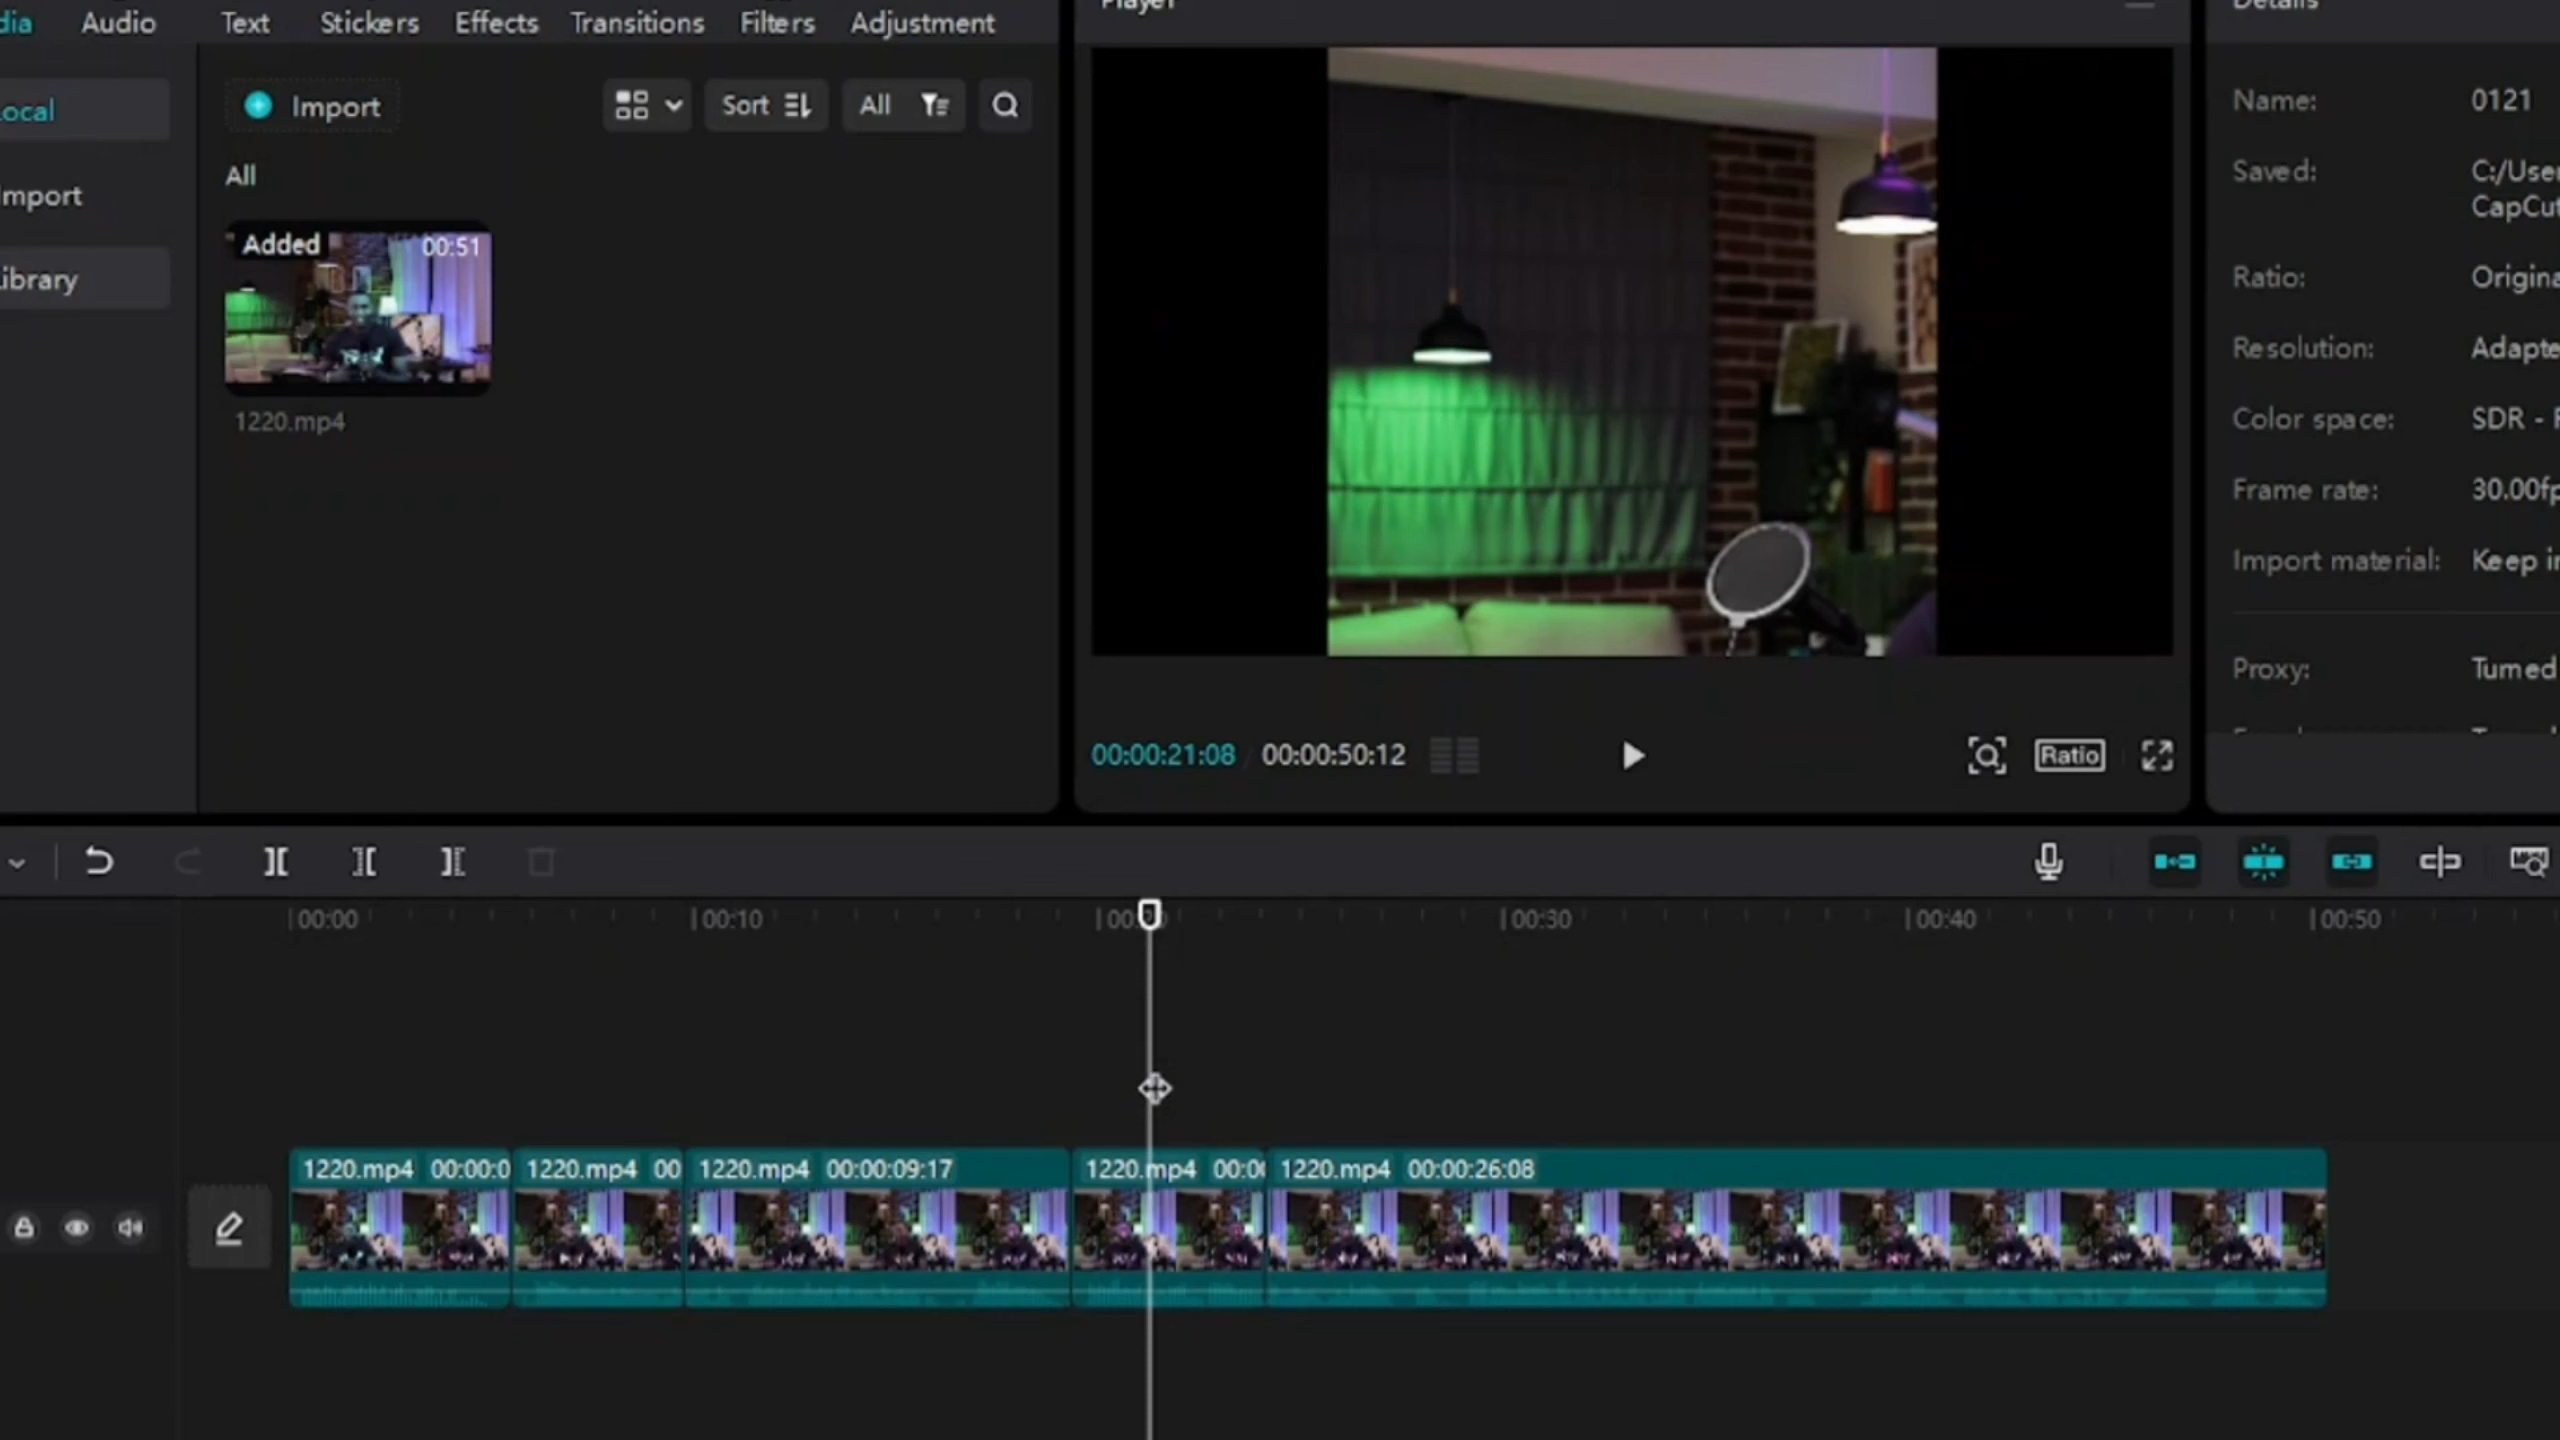 dia Audio Text Stickers Effects Transitions Filters Adjustment
Player
Details
Local
Import
Library
Import
Sort
All
All
Added 00:51
1220.mp4
00:00:21:08 00:00:50:12
Ratio
Name: 0121
Saved: C:/User
CapCut
Ratio: Origina
Resolution: Adapte
Color space: SDR - R
Frame rate: 30.00fp
Import material: Keep in
Proxy: Turned
00:00 00:10 00:30 00:40 00:50
1220.mp4 00:00:0
1220.mp4 00
1220.mp4 00:00:09:17
1220.mp4 00:00
1220.mp4 00:00:26:08